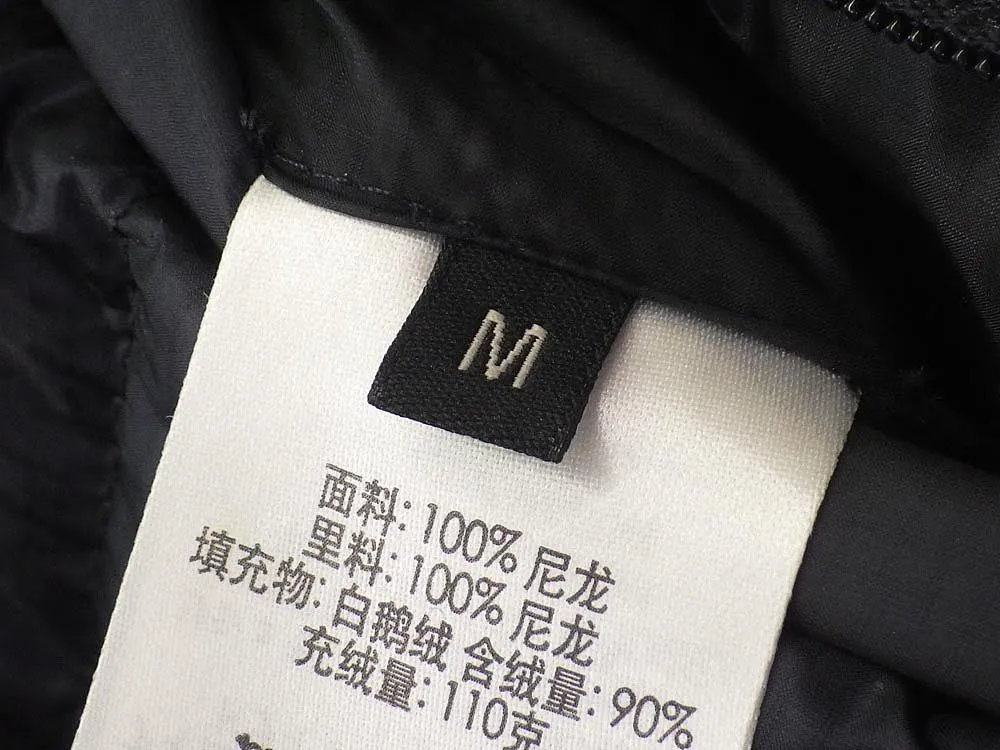 M
面料: 100% 尼龙
里料: 100% 尼龙
填充物: 白鹅绒 含绒量: 90%
充绒量: 110克